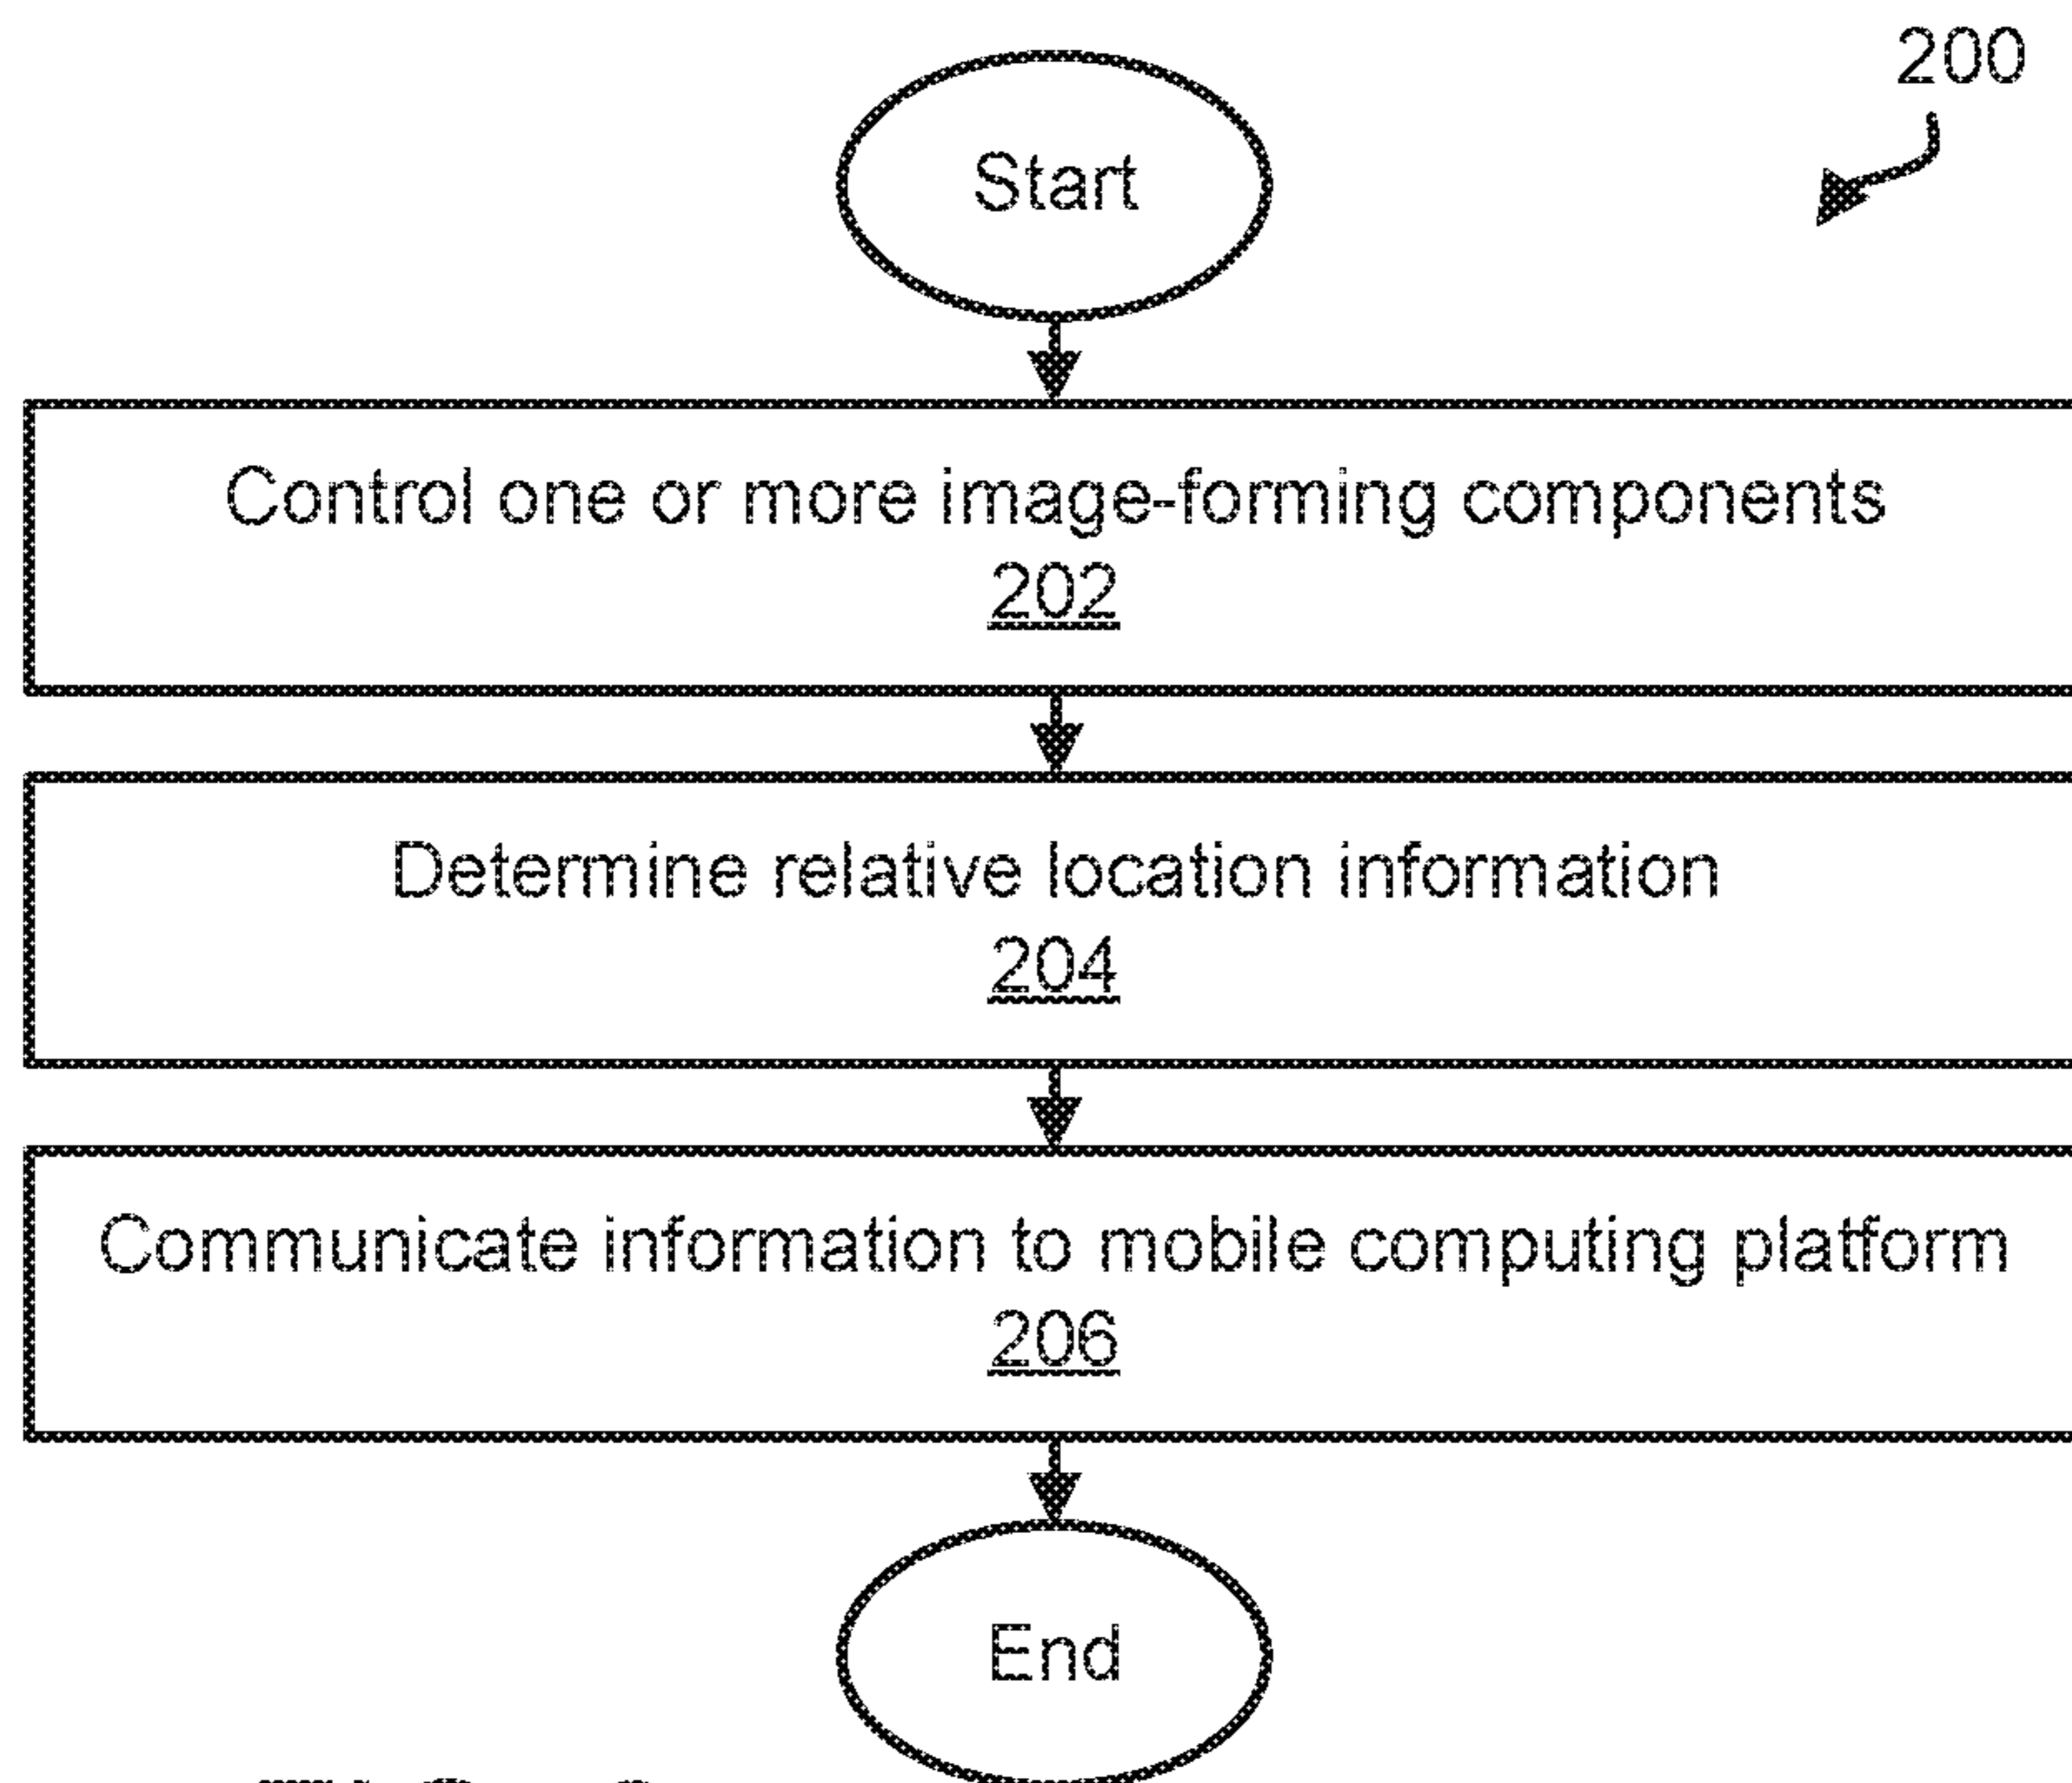 200
Start
Control one or more image-forming components
202
Determine relative location information
204
Communicate information to mobile computing platform
206
End